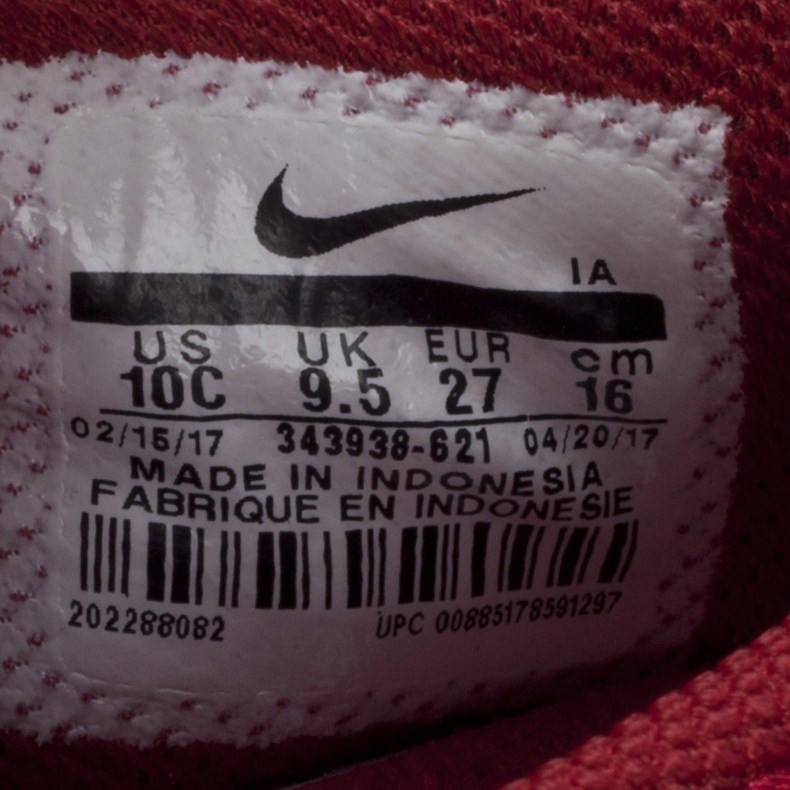 IA
US UK EUR cm
10C 9.5 27 16
02/15/17 343938-621 04/20/17
MADE IN INDONESIA
FABRIQUE EN INDONESIE
202288082 UPC 00885178591297